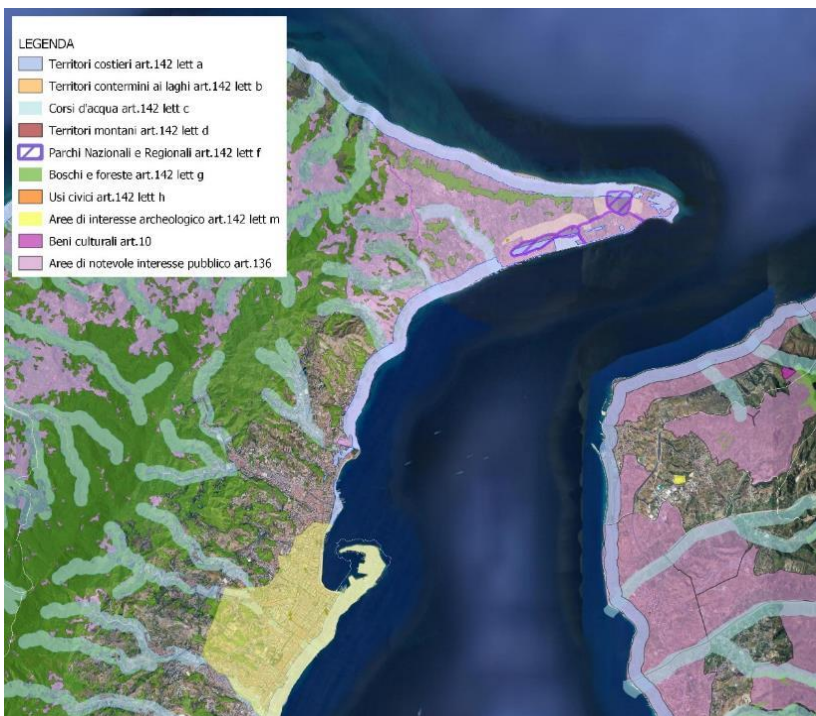 LEGENDA
Territori costieri art.142 lett a
Territori contermini ai laghi art.142 lett b
Corsi d'acqua art.142 lett c
Territori montani art.142 lett d
Parchi Nazionali e Regionali art.142 lett f
Boschi e foreste art.142 lett g
Usi civici art.142 lett h
Aree di interesse archeologico art.142 lett m
Beni culturali art.10
Aree di notevole interesse pubblico art.136